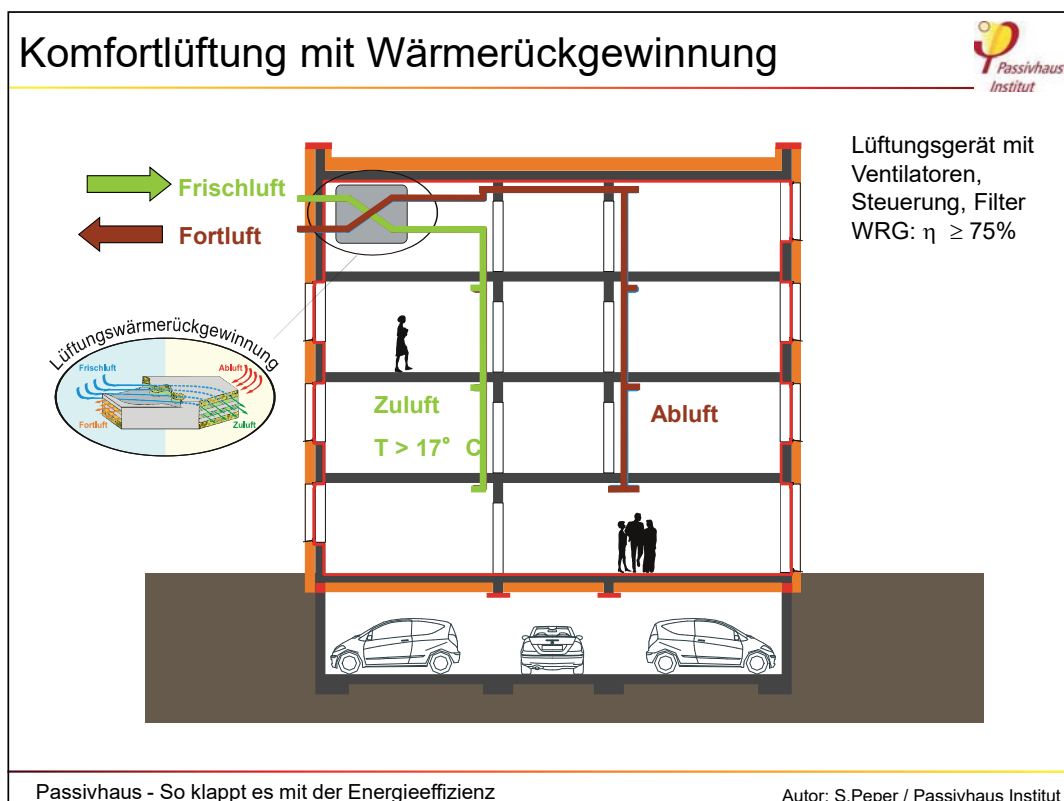 Komfortlüftung mit Wärmerückgewinnung
Passivhaus
Institut
Lüftungsgerät mit
Ventilatoren,
Steuerung, Filter
WRG: η ≥ 75%
Frischluft
Fortluft
Lüftungswärmerückgewinnung
Frischluft
Abluft
Fortluft
Zuluft
Zuluft
T > 17° C
Abluft
Passivhaus - So klappt es mit der Energieeffizienz
Autor: S.Peper / Passivhaus Institut